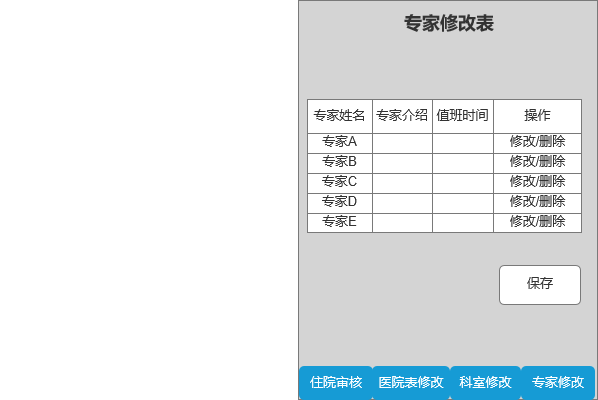 专家修改表
专家姓名 专家介绍 值班时间 操作
专家A 修改/删除
专家B 修改/删除
专家C 修改/删除
专家D 修改/删除
专家E 修改/删除
保存
住院审核 医院表修改 科室修改 专家修改